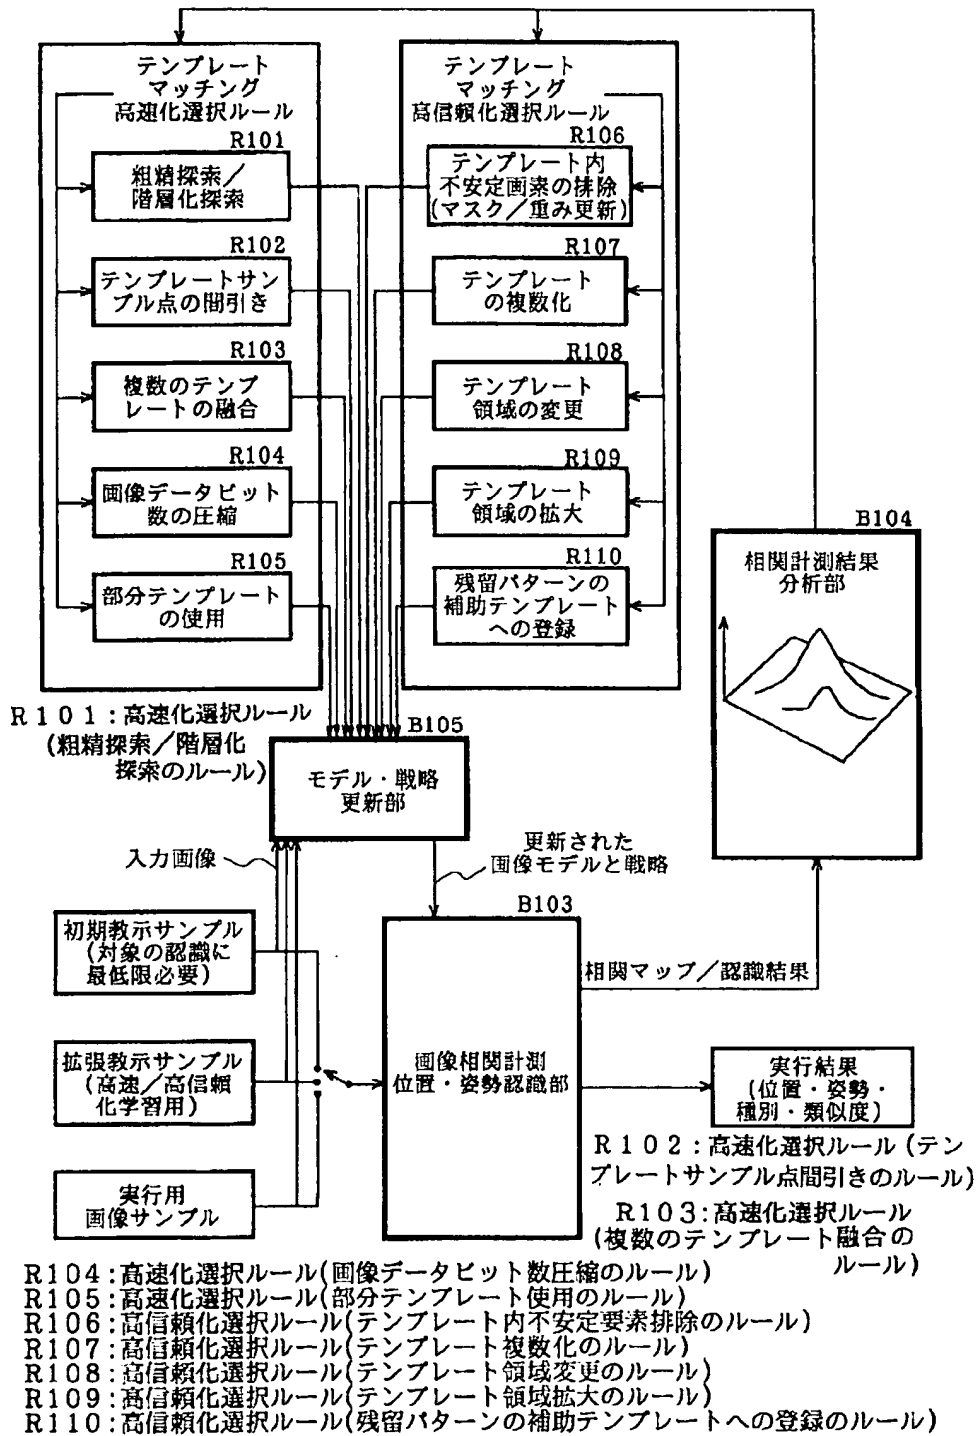 テンプレート
マッチング
高速化選択ルール
R101
粗精探索／
階層化探索
R102
テンプレートサン
プル点の間引き
R103
複数のテンプ
レートの融合
R104
画像データビット
数の圧縮
R105
部分テンプレート
の使用
テンプレート
マッチング
高信頼化選択ルール
R106
テンプレート内
不安定画素の排除
(マスク／重み更新)
R107
テンプレート
の複数化
R108
テンプレート
領域の変更
R109
テンプレート
領域の拡大
R110
残留パターンの
補助テンプレート
への登録
B104
相関計測結果
分析部
R101:高速化選択ルール
(粗精探索／階層化
探索のルール)
B105
モデル・戦略
更新部
入力画像
更新された
画像モデルと戦略
B103
初期教示サンプル
(対象の認識に
最低限必要)
相関マップ／認識結果
拡張教示サンプル
(高速／高信頼
化学習用)
画像相関計測
位置・姿勢認識部
実行結果
(位置・姿勢・
種別・類似度)
実行用
画像サンプル
R102:高速化選択ルール(テン
プレートサンプル点間引きのルール)
R103:高速化選択ルール
(複数のテンプレート融合の
ルール)
R104:高速化選択ルール(画像データビット数圧縮のルール)
R105:高速化選択ルール(部分テンプレート使用のルール)
R106:高信頼化選択ルール(テンプレート内不安定要素排除のルール)
R107:高信頼化選択ルール(テンプレート複数化のルール)
R108:高信頼化選択ルール(テンプレート領域変更のルール)
R109:高信頼化選択ルール(テンプレート領域拡大のルール)
R110:高信頼化選択ルール(残留パターンの補助テンプレートへの登録のルール)